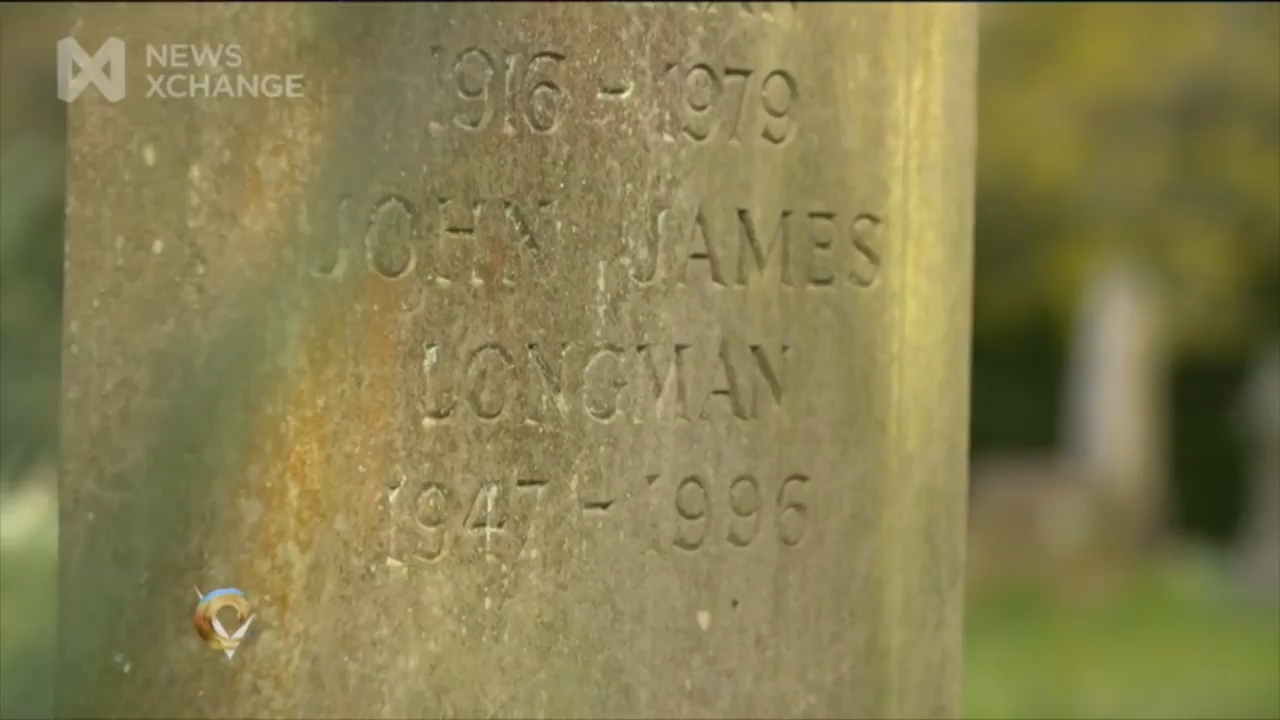 NEWS
XCHANGE
1916 - 1979
JOHN JAMES
LONGMAN
1947 - 1996